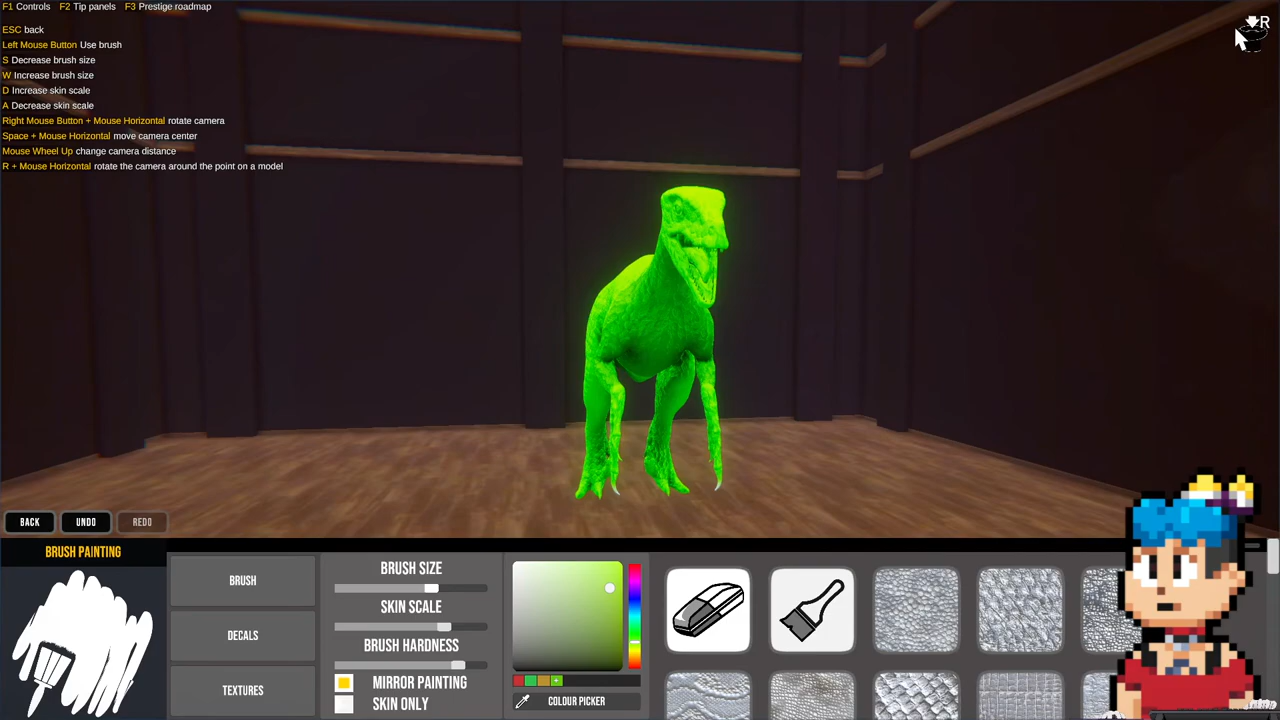 F1 Controls F2 Tip panels F3 Prestige roadmap
R
ESC back
Left Mouse Button Use brush
S Decrease brush size
W Increase brush size
D Increase skin scale
A Decrease skin scale
Right Mouse Button + Mouse Horizontal rotate camera
Space + Mouse Horizontal move camera center
Mouse Wheel Up change camera distance
R + Mouse Horizontal rotate the camera around the point on a model
BACK UNDO REDO
BRUSH PAINTING
BRUSH
DECALS
TEXTURES
BRUSH SIZE
SKIN SCALE
BRUSH HARDNESS
MIRROR PAINTING
SKIN ONLY
COLOUR PICKER